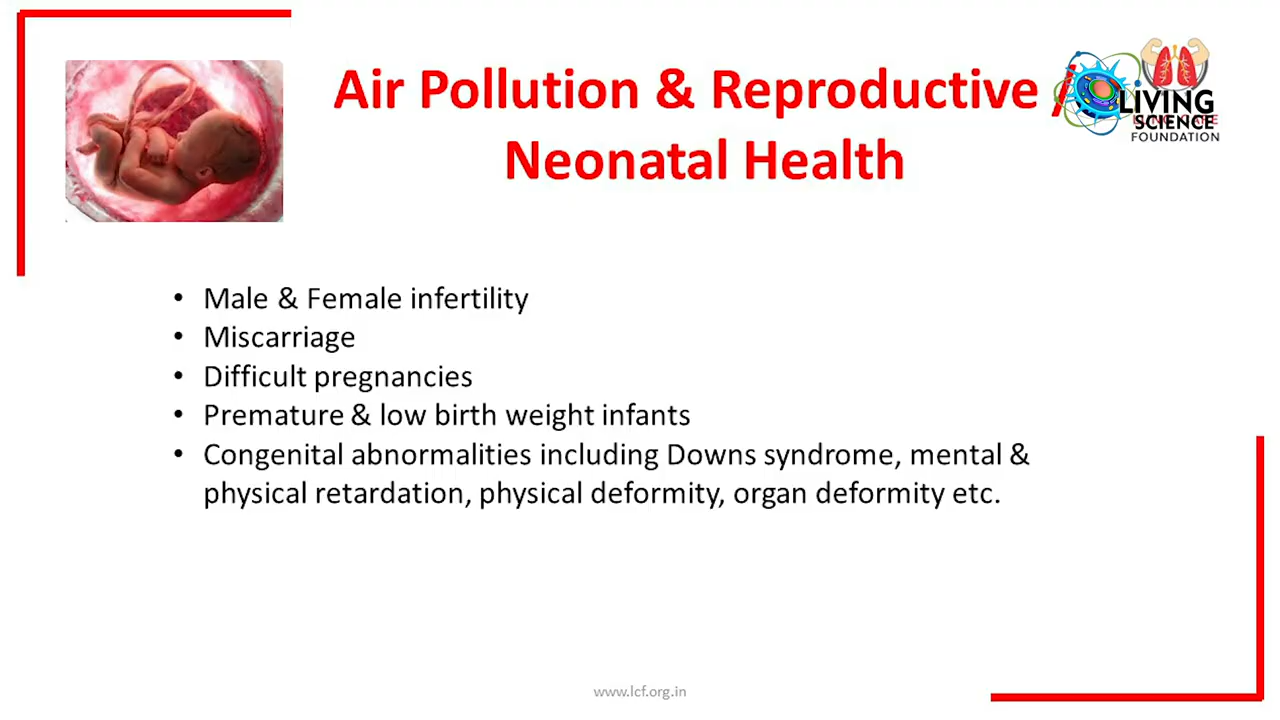 Air Pollution & Reproductive /
Neonatal Health
LIVING
SCIENCE
FOUNDATION
• Male & Female infertility
• Miscarriage
• Difficult pregnancies
• Premature & low birth weight infants
• Congenital abnormalities including Downs syndrome, mental &
physical retardation, physical deformity, organ deformity etc.
www.lcf.org.in